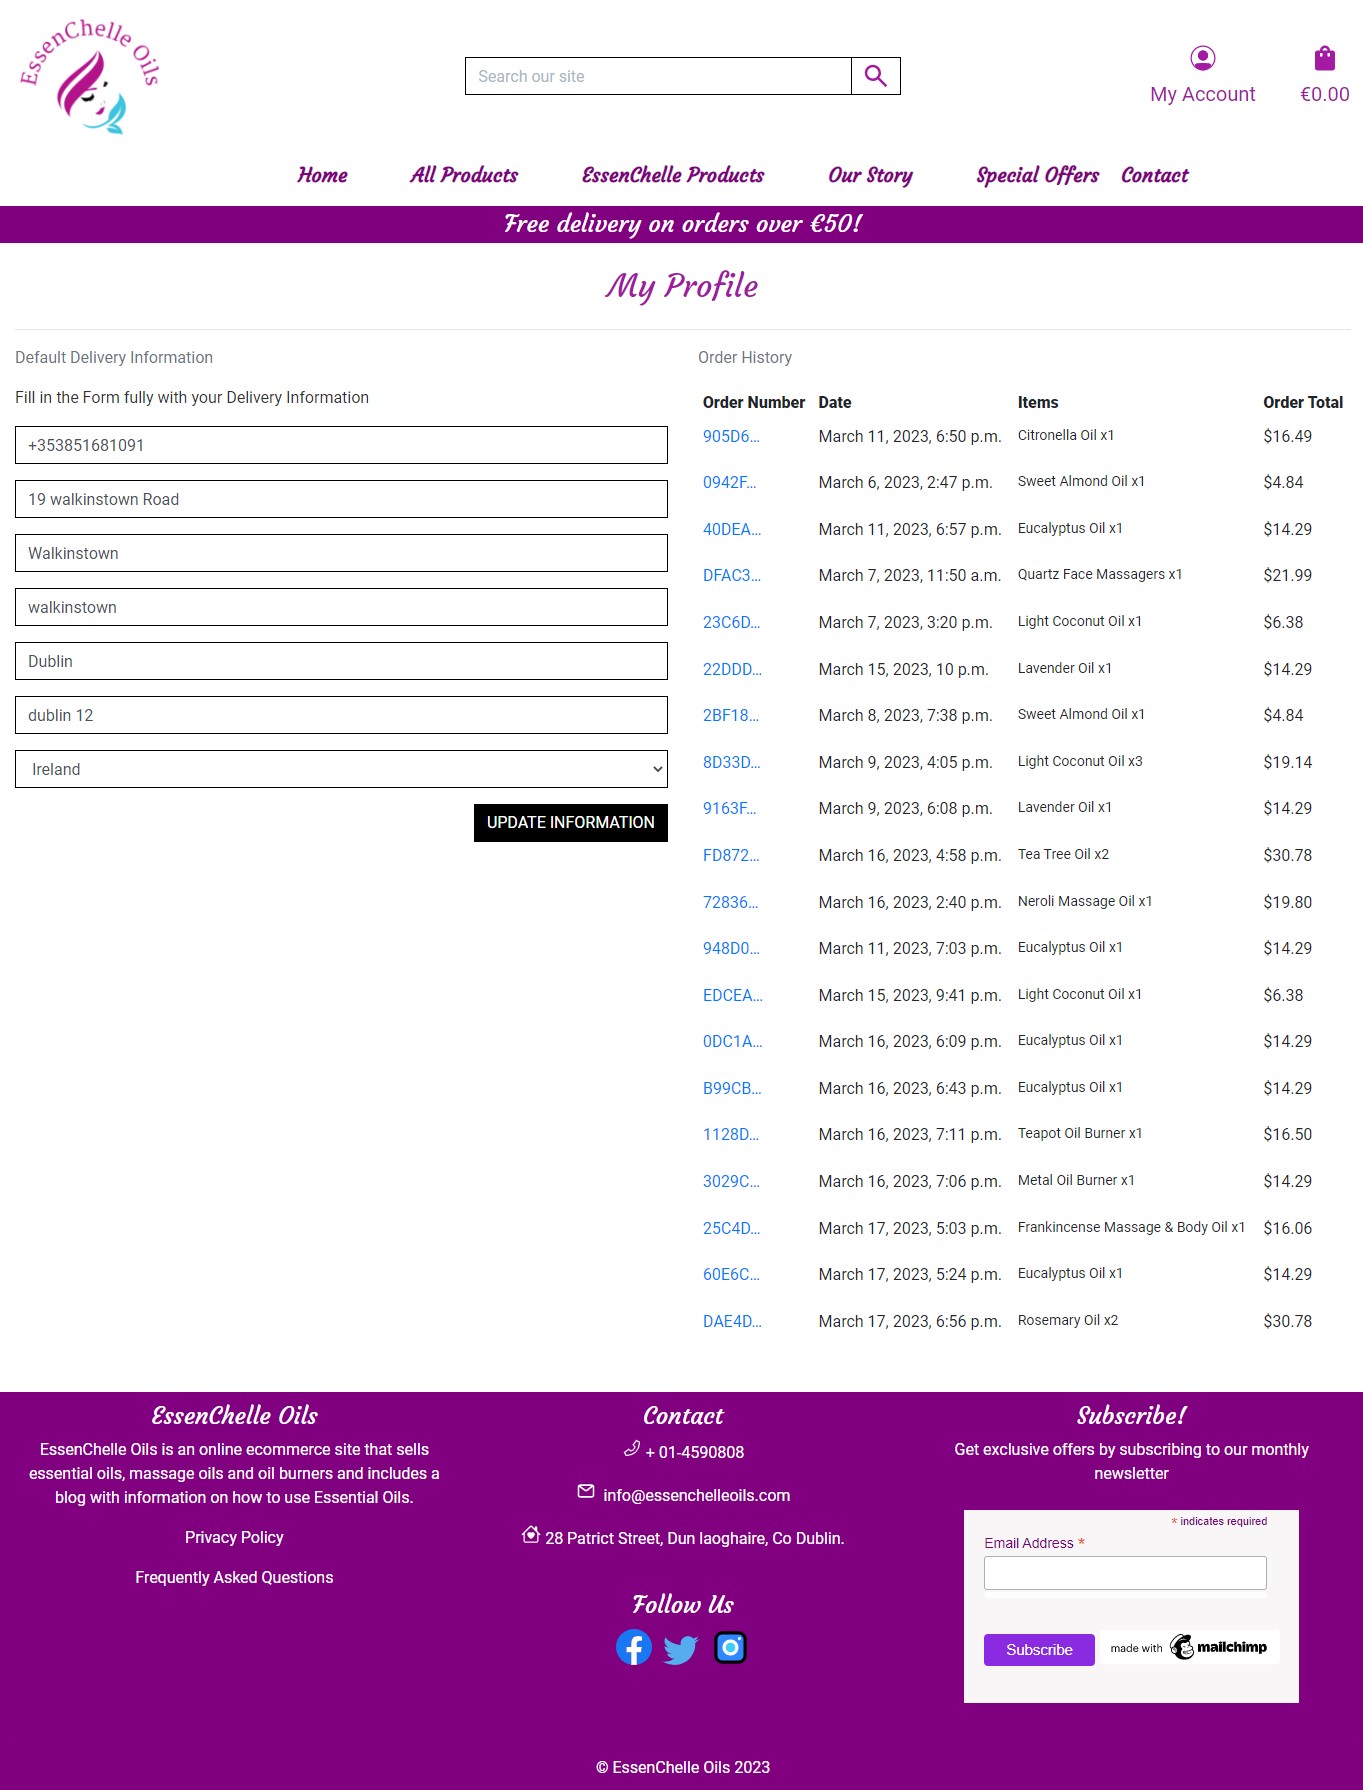 EssenChelle Oils
Search our site
My Account
€0.00
Home All Products EssenChelle Products Our Story Special Offers Contact
Free delivery on orders over €50!
My Profile
Default Delivery Information
Fill in the Form fully with your Delivery Information
+353851681091
19 walkinstown Road
Walkinstown
walkinstown
Dublin
dublin 12
Ireland
UPDATE INFORMATION
Order History
Order Number Date Items Order Total
905D6... March 11, 2023, 6:50 p.m. Citronella Oil x1 $16.49
0942F... March 6, 2023, 2:47 p.m. Sweet Almond Oil x1 $4.84
40DEA... March 11, 2023, 6:57 p.m. Eucalyptus Oil x1 $14.29
DFAC3... March 7, 2023, 11:50 a.m. Quartz Face Massagers x1 $21.99
23C6D... March 7, 2023, 3:20 p.m. Light Coconut Oil x1 $6.38
22DDD... March 15, 2023, 10 p.m. Lavender Oil x1 $14.29
2BF18... March 8, 2023, 7:38 p.m. Sweet Almond Oil x1 $4.84
8D33D... March 9, 2023, 4:05 p.m. Light Coconut Oil x3 $19.14
9163F... March 9, 2023, 6:08 p.m. Lavender Oil x1 $14.29
FD872... March 16, 2023, 4:58 p.m. Tea Tree Oil x2 $30.78
72836... March 16, 2023, 2:40 p.m. Neroli Massage Oil x1 $19.80
948D0... March 11, 2023, 7:03 p.m. Eucalyptus Oil x1 $14.29
EDCEA... March 15, 2023, 9:41 p.m. Light Coconut Oil x1 $6.38
0DC1A... March 16, 2023, 6:09 p.m. Eucalyptus Oil x1 $14.29
B99CB... March 16, 2023, 6:43 p.m. Eucalyptus Oil x1 $14.29
1128D... March 16, 2023, 7:11 p.m. Teapot Oil Burner x1 $16.50
3029C... March 16, 2023, 7:06 p.m. Metal Oil Burner x1 $14.29
25C4D... March 17, 2023, 5:03 p.m. Frankincense Massage & Body Oil x1 $16.06
60E6C... March 17, 2023, 5:24 p.m. Eucalyptus Oil x1 $14.29
DAE4D... March 17, 2023, 6:56 p.m. Rosemary Oil x2 $30.78
EssenChelle Oils
EssenChelle Oils is an online ecommerce site that sells
essential oils, massage oils and oil burners and includes a
blog with information on how to use Essential Oils.
Privacy Policy
Frequently Asked Questions
Contact
+ 01-4590808
info@essenchelleoils.com
28 Patrict Street, Dun laoghaire, Co Dublin.
Follow Us
Subscribe!
Get exclusive offers by subscribing to our monthly
newsletter
* indicates required
Email Address *
Subscribe
made with mailchimp
© EssenChelle Oils 2023